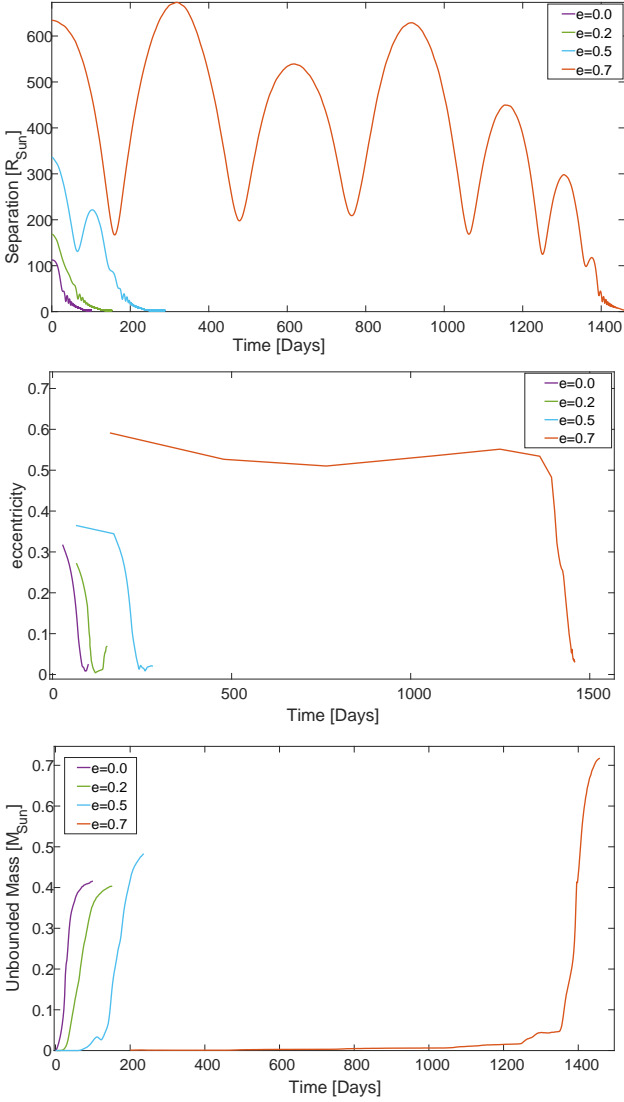 600
500
400
300
200
100
0
Separation [R_Sun]
0
200
400
600
800
1000
1200
1400
Time [Days]
e=0.0
e=0.2
e=0.5
e=0.7
0.7
0.6
0.5
0.4
0.3
0.2
0.1
0
eccentricity
0
500
1000
1500
Time [Days]
e=0.0
e=0.2
e=0.5
e=0.7
0.7
0.6
0.5
0.4
0.3
0.2
0.1
0
Unbounded Mass [M_Sun]
0
200
400
600
800
1000
1200
1400
Time [Days]
e=0.0
e=0.2
e=0.5
e=0.7